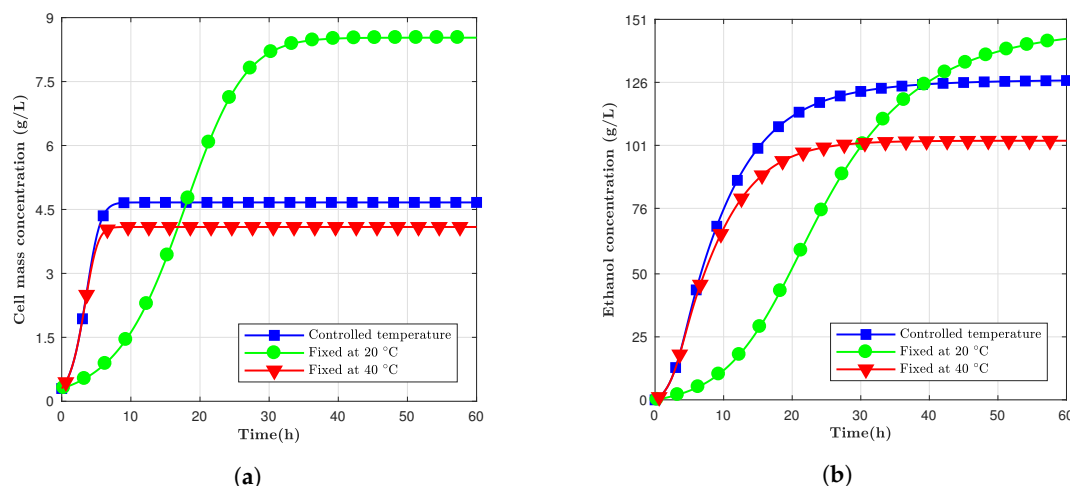 Cell mass concentration (g/L)
9
7.5
6
4.5
3
1.5
0
0 10 20 30 40 50 60
Time(h)
Controlled temperature
Fixed at 20 °C
Fixed at 40 °C
(a)
Ethanol concentration (g/L)
151
126
101
76
50
25
0
0 10 20 30 40 50 60
Time(h)
Controlled temperature
Fixed at 20 °C
Fixed at 40 °C
(b)